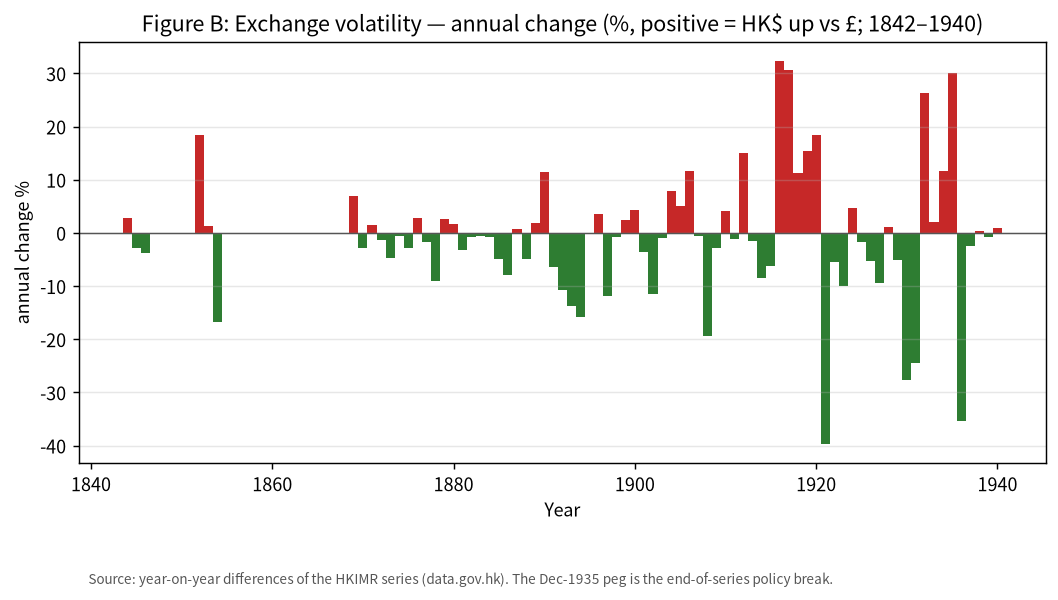 Figure B: Exchange volatility — annual change (%, positive = HK$ up vs £; 1842–1940)
annual change %
30
20
10
0
-10
-20
-30
-40
1840 1860 1880 1900 1920 1940
Year
Source: year-on-year differences of the HKIMR series (data.gov.hk). The Dec-1935 peg is the end-of-series policy break.